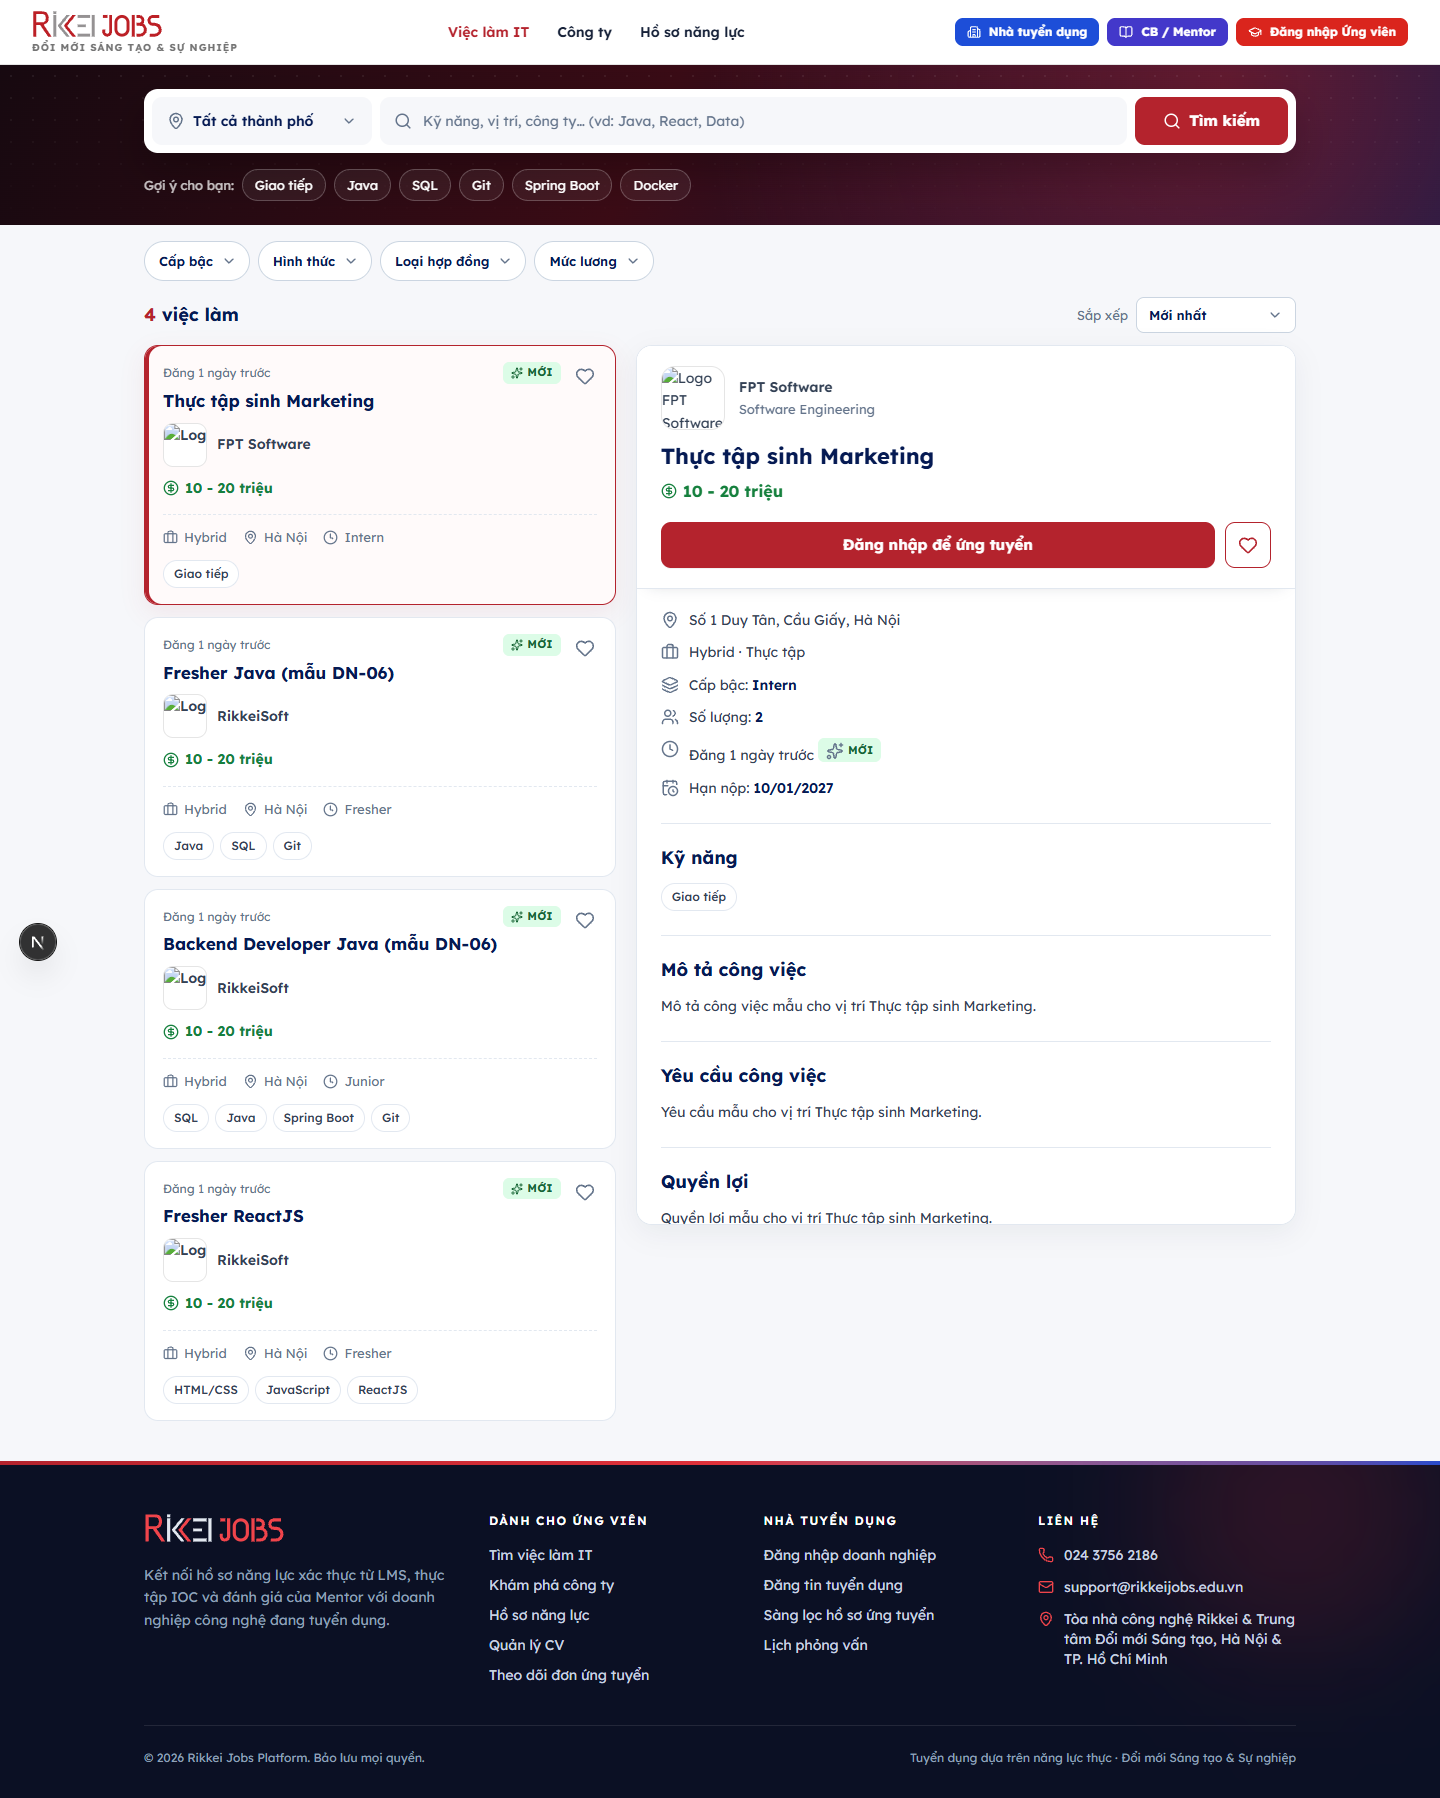 RIKKEI JOBS
ĐỔI MỚI SÁNG TẠO & SỰ NGHIỆP
Việc làm IT
Công ty
Hồ sơ năng lực
Nhà tuyển dụng
CB / Mentor
Đăng nhập Ứng viên
Tất cả thành phố
Kỹ năng, vị trí, công ty... (vd: Java, React, Data)
Tìm kiếm
Gợi ý cho bạn:
Giao tiếp
Java
SQL
Git
Spring Boot
Docker
Cấp bậc
Hình thức
Loại hợp đồng
Mức lương
4 việc làm
Sắp xếp
Mới nhất
Đăng 1 ngày trước
MỚI
Thực tập sinh Marketing
Log
FPT Software
10 - 20 triệu
Hybrid
Hà Nội
Intern
Giao tiếp
Đăng 1 ngày trước
MỚI
Fresher Java (mẫu DN-06)
Log
RikkeiSoft
10 - 20 triệu
Hybrid
Hà Nội
Fresher
Java
SQL
Git
Đăng 1 ngày trước
MỚI
Backend Developer Java (mẫu DN-06)
Log
RikkeiSoft
10 - 20 triệu
Hybrid
Hà Nội
Junior
SQL
Java
Spring Boot
Git
Đăng 1 ngày trước
MỚI
Fresher ReactJS
Log
RikkeiSoft
10 - 20 triệu
Hybrid
Hà Nội
Fresher
HTML/CSS
JavaScript
ReactJS
Logo
FPT
Software
FPT Software
Software Engineering
Thực tập sinh Marketing
10 - 20 triệu
Đăng nhập để ứng tuyển
Số 1 Duy Tân, Cầu Giấy, Hà Nội
Hybrid · Thực tập
Cấp bậc: Intern
Số lượng: 2
Đăng 1 ngày trước MỚI
Hạn nộp: 10/01/2027
Kỹ năng
Giao tiếp
Mô tả công việc
Mô tả công việc mẫu cho vị trí Thực tập sinh Marketing.
Yêu cầu công việc
Yêu cầu mẫu cho vị trí Thực tập sinh Marketing.
Quyền lợi
Quyền lợi mẫu cho vị trí Thực tập sinh Marketing.
N
RIKKEI JOBS
Kết nối hồ sơ năng lực xác thực từ LMS, thực
tập IOC và đánh giá của Mentor với doanh
nghiệp công nghệ đang tuyển dụng.
DÀNH CHO ỨNG VIÊN
Tìm việc làm IT
Khám phá công ty
Hồ sơ năng lực
Quản lý CV
Theo dõi đơn ứng tuyển
NHÀ TUYỂN DỤNG
Đăng nhập doanh nghiệp
Đăng tin tuyển dụng
Sàng lọc hồ sơ ứng tuyển
Lịch phỏng vấn
LIÊN HỆ
024 3756 2186
support@rikkeijobs.edu.vn
Tòa nhà công nghệ Rikkei & Trung
tâm Đổi mới Sáng tạo, Hà Nội &
TP. Hồ Chí Minh
© 2026 Rikkei Jobs Platform. Bảo lưu mọi quyền.
Tuyển dụng dựa trên năng lực thực · Đổi mới Sáng tạo & Sự nghiệp